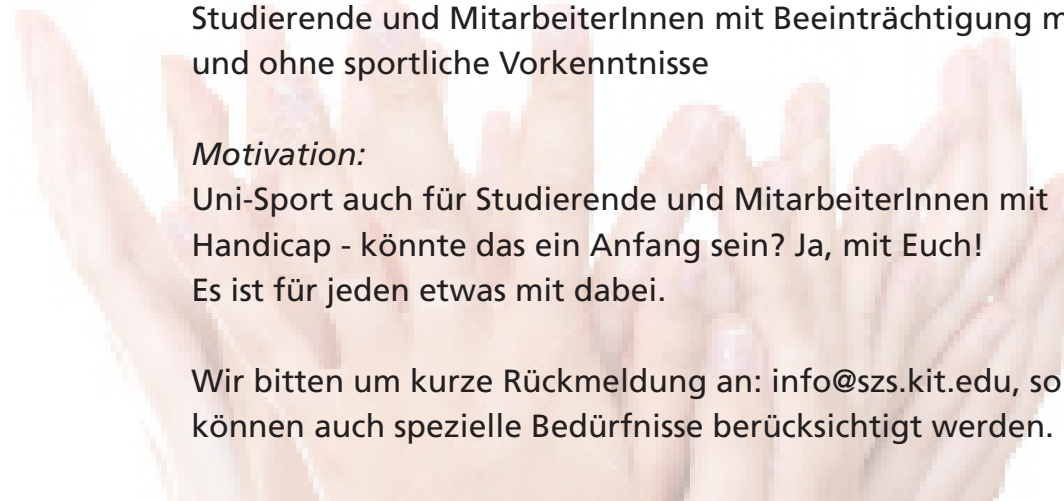 Studierende und MitarbeiterInnen mit Beeinträchtigung
und ohne sportliche Vorkenntnisse
Motivation:
Uni-Sport auch für Studierende und MitarbeiterInnen mit
Handicap - könnte das ein Anfang sein? Ja, mit Euch!
Es ist für jeden etwas mit dabei.
Wir bitten um kurze Rückmeldung an: info@szs.kit.edu, so
können auch spezielle Bedürfnisse berücksichtigt werden.